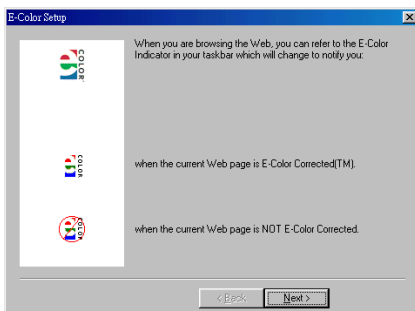 E-Color Setup
COLOR
When you are browsing the Web, you can refer to the E-Color
Indicator in your taskbar which will change to notify you:
COLOR
when the current Web page is E-Color Corrected(TM).
COLOR
when the current Web page is NOT E-Color Corrected.
< Back
Next >